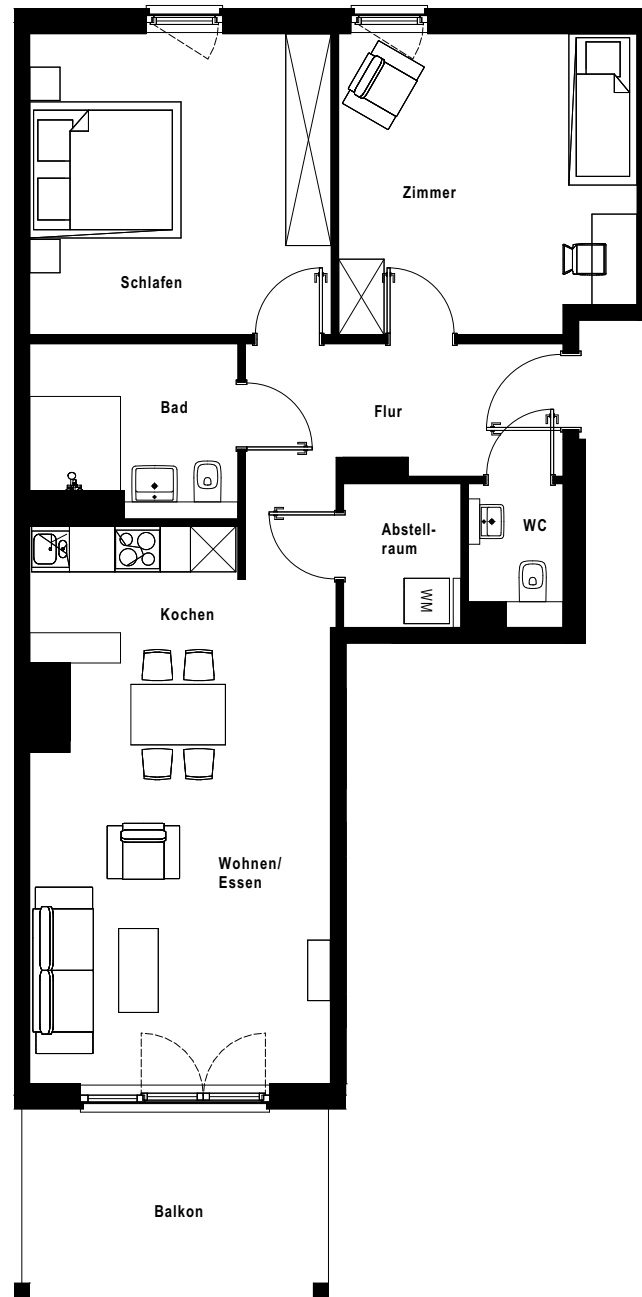 Zimmer
Schlafen
Bad
Flur
Abstell-
raum
WC
WM
Kochen
Wohnen/
Essen
Balkon